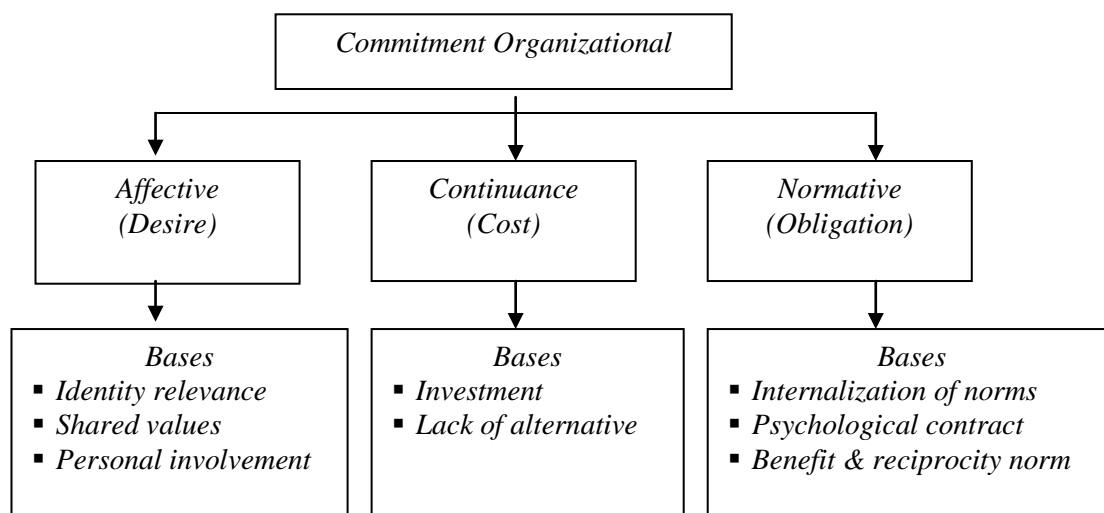 Commitment Organizational
Affective
(Desire)
Continuance
(Cost)
Normative
(Obligation)
Bases
▪ Identity relevance
▪ Shared values
▪ Personal involvement
Bases
▪ Investment
▪ Lack of alternative
Bases
▪ Internalization of norms
▪ Psychological contract
▪ Benefit & reciprocity norm